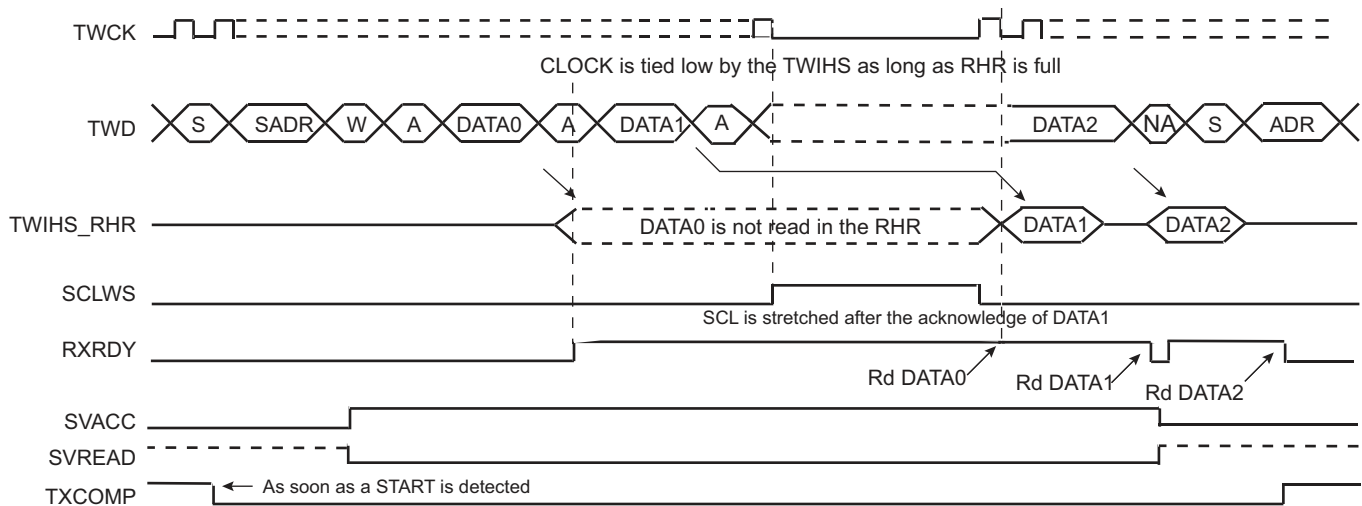 TWCK
CLOCK is tied low by the TWIHS as long as RHR is full
TWD
S
SADR
W
A
DATA0
A
DATA1
A
DATA2
NA
S
ADR
TWIHS_RHR
DATA0 is not read in the RHR
DATA1
DATA2
SCLWS
SCL is stretched after the acknowledge of DATA1
RXRDY
Rd DATA0
Rd DATA1
Rd DATA2
SVACC
SVREAD
As soon as a START is detected
TXCOMP